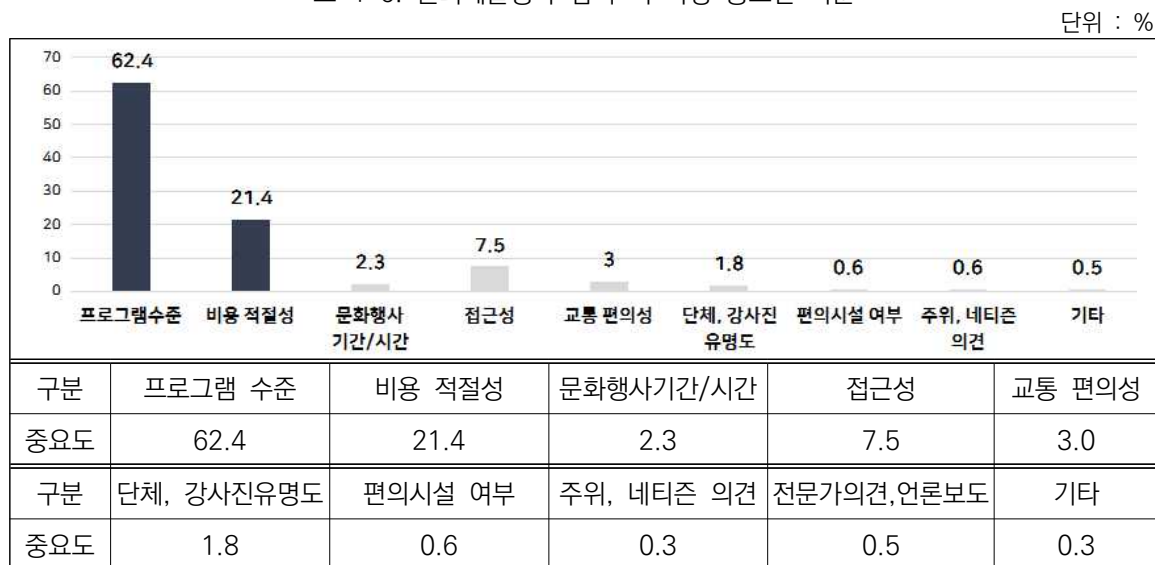 단위 : %
70
60
50
40
30
20
10
0
62.4
21.4
2.3
7.5
3
1.8
0.6
0.6
0.5
프로그램수준 비용 적절성 문화행사 접근성 교통 편의성 단체, 강사진 편의시설 여부 주위, 네티즌 기타
기간/시간 유명도 의견
구분 프로그램 수준 비용 적절성 문화행사기간/시간 접근성 교통 편의성
중요도 62.4 21.4 2.3 7.5 3.0
구분 단체, 강사진유명도 편의시설 여부 주위, 네티즌 의견 전문가의견,언론보도 기타
중요도 1.8 0.6 0.3 0.5 0.3